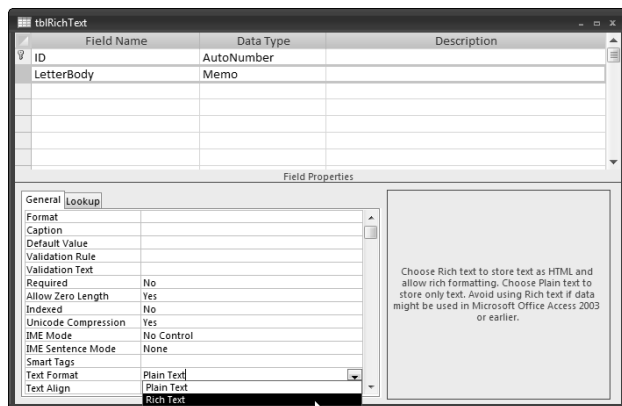 tblRichText
Field Name Data Type Description
ID AutoNumber
LetterBody Memo
Field Properties
General Lookup
Format
Caption
Default Value
Validation Rule
Validation Text
Required No
Allow Zero Length Yes
Indexed No
Unicode Compression Yes
IME Mode No Control
IME Sentence Mode None
Smart Tags
Text Format Plain Text
Text Align Plain Text
Rich Text
Choose Rich text to store text as HTML and
allow rich formatting. Choose Plain text to
store only text. Avoid using Rich text if data
might be used in Microsoft Office Access 2003
or earlier.